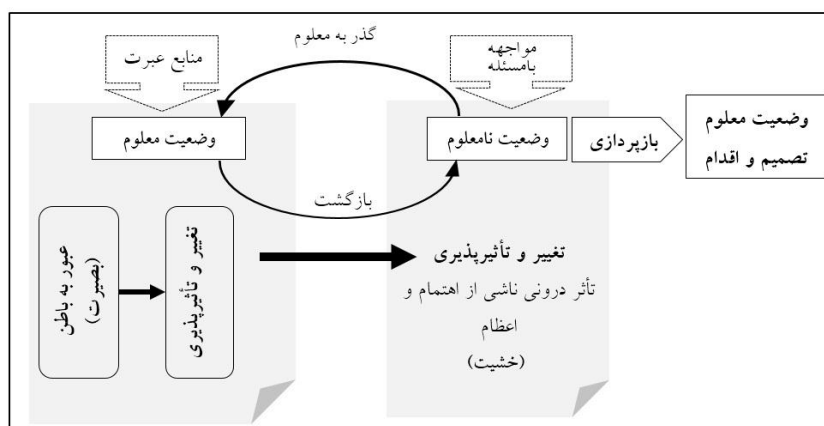 گذر به معلوم
مواجهه
بامسئله
منابع عبرت
وضعیت معلوم
تصمیم و اقدام
بازپردازی
وضعیت نامعلوم
وضعیت معلوم
بازگشت
تغییر و تأثیرپذیری
تأثر درونی ناشی از اهتمام و
اعظام
(خشیت)
تغییر و تأثیرپذیری
عبور به باطن
(بصیرت)